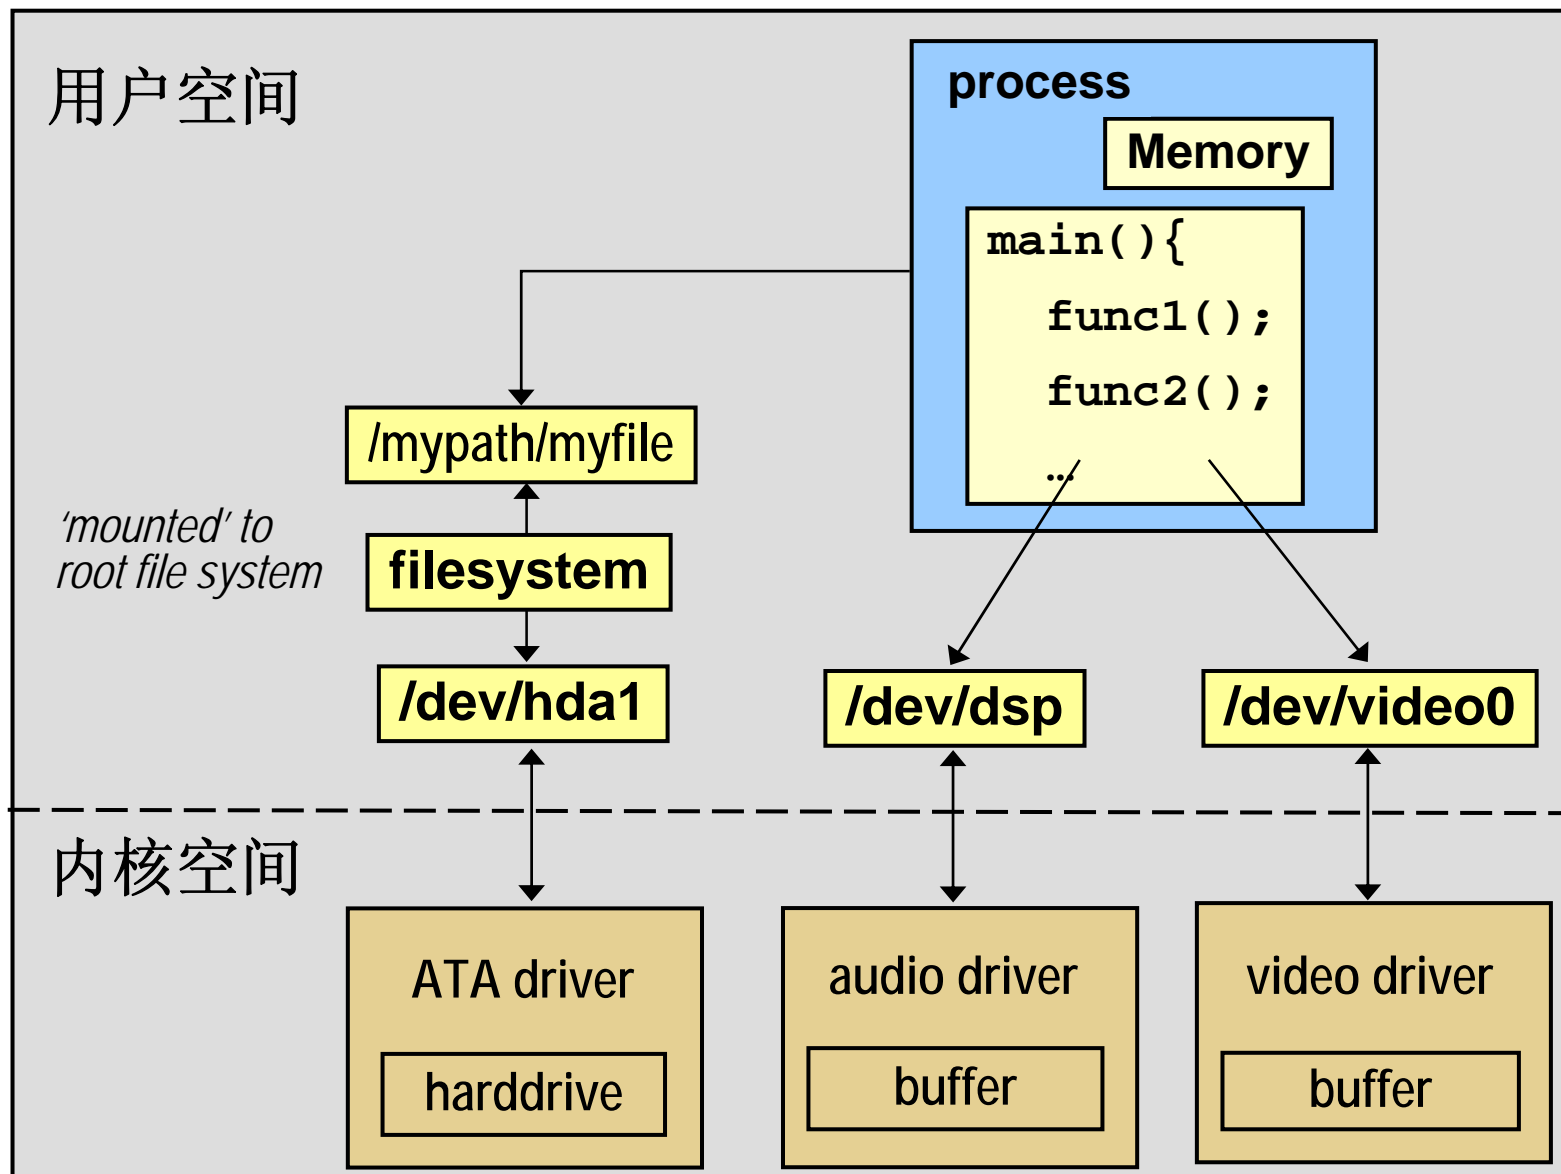 用户空间
process
Memory
main(){
func1();
func2();
…
/mypath/myfile
‘mounted’ to
root file system
filesystem
/dev/hda1
/dev/dsp
/dev/video0
内核空间
ATA driver
harddrive
audio driver
buffer
video driver
buffer